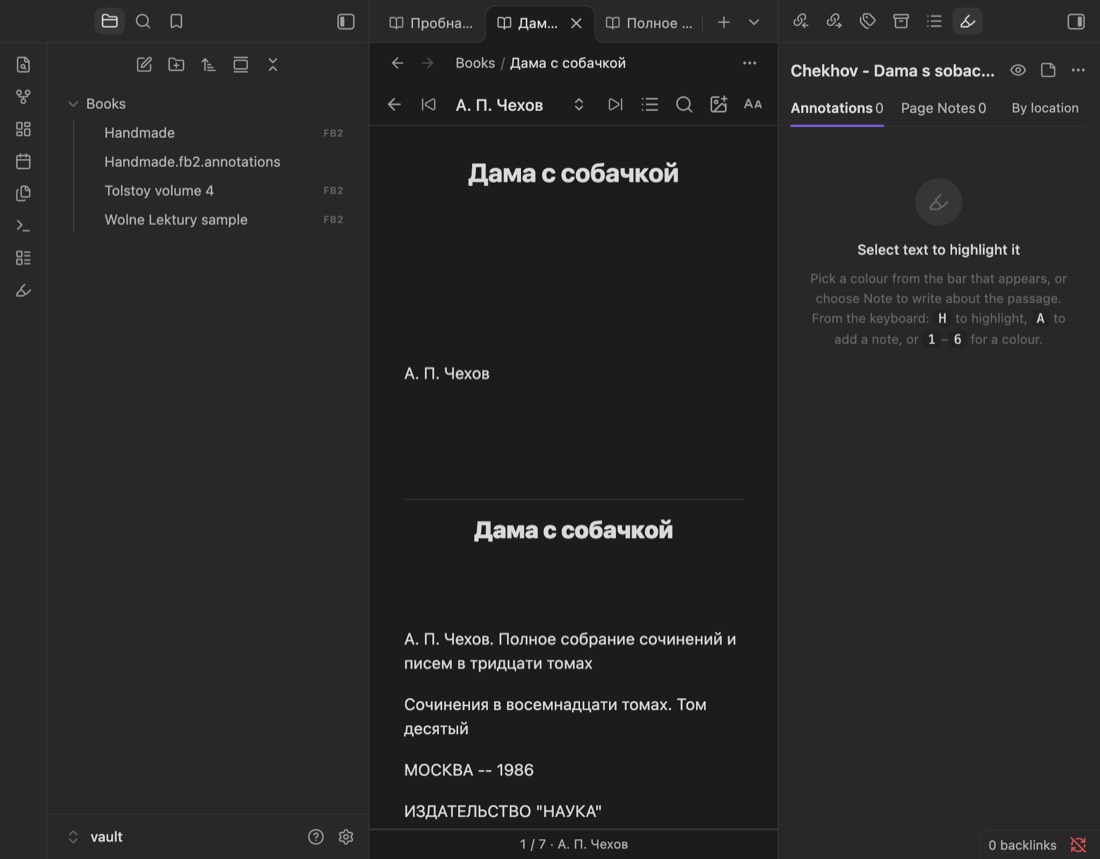 Пробна...
Дам...
Полное ...
Books
Handmade
FB2
Handmade.fb2.annotations
Tolstoy volume 4
FB2
Wolne Lektury sample
FB2
vault
Books / Дама с собачкой
А. П. Чехов
AA
Дама с собачкой
А. П. Чехов
Дама с собачкой
А. П. Чехов. Полное собрание сочинений и
писем в тридцати томах
Сочинения в восемнадцати томах. Том
десятый
МОСКВА -- 1986
ИЗДАТЕЛЬСТВО "НАУКА"
1 / 7 · А. П. Чехов
Chekhov - Dama s sobac...
Annotations 0
Page Notes 0
By location
Select text to highlight it
Pick a colour from the bar that appears, or
choose Note to write about the passage.
From the keyboard: H to highlight, A to
add a note, or 1 – 6 for a colour.
0 backlinks